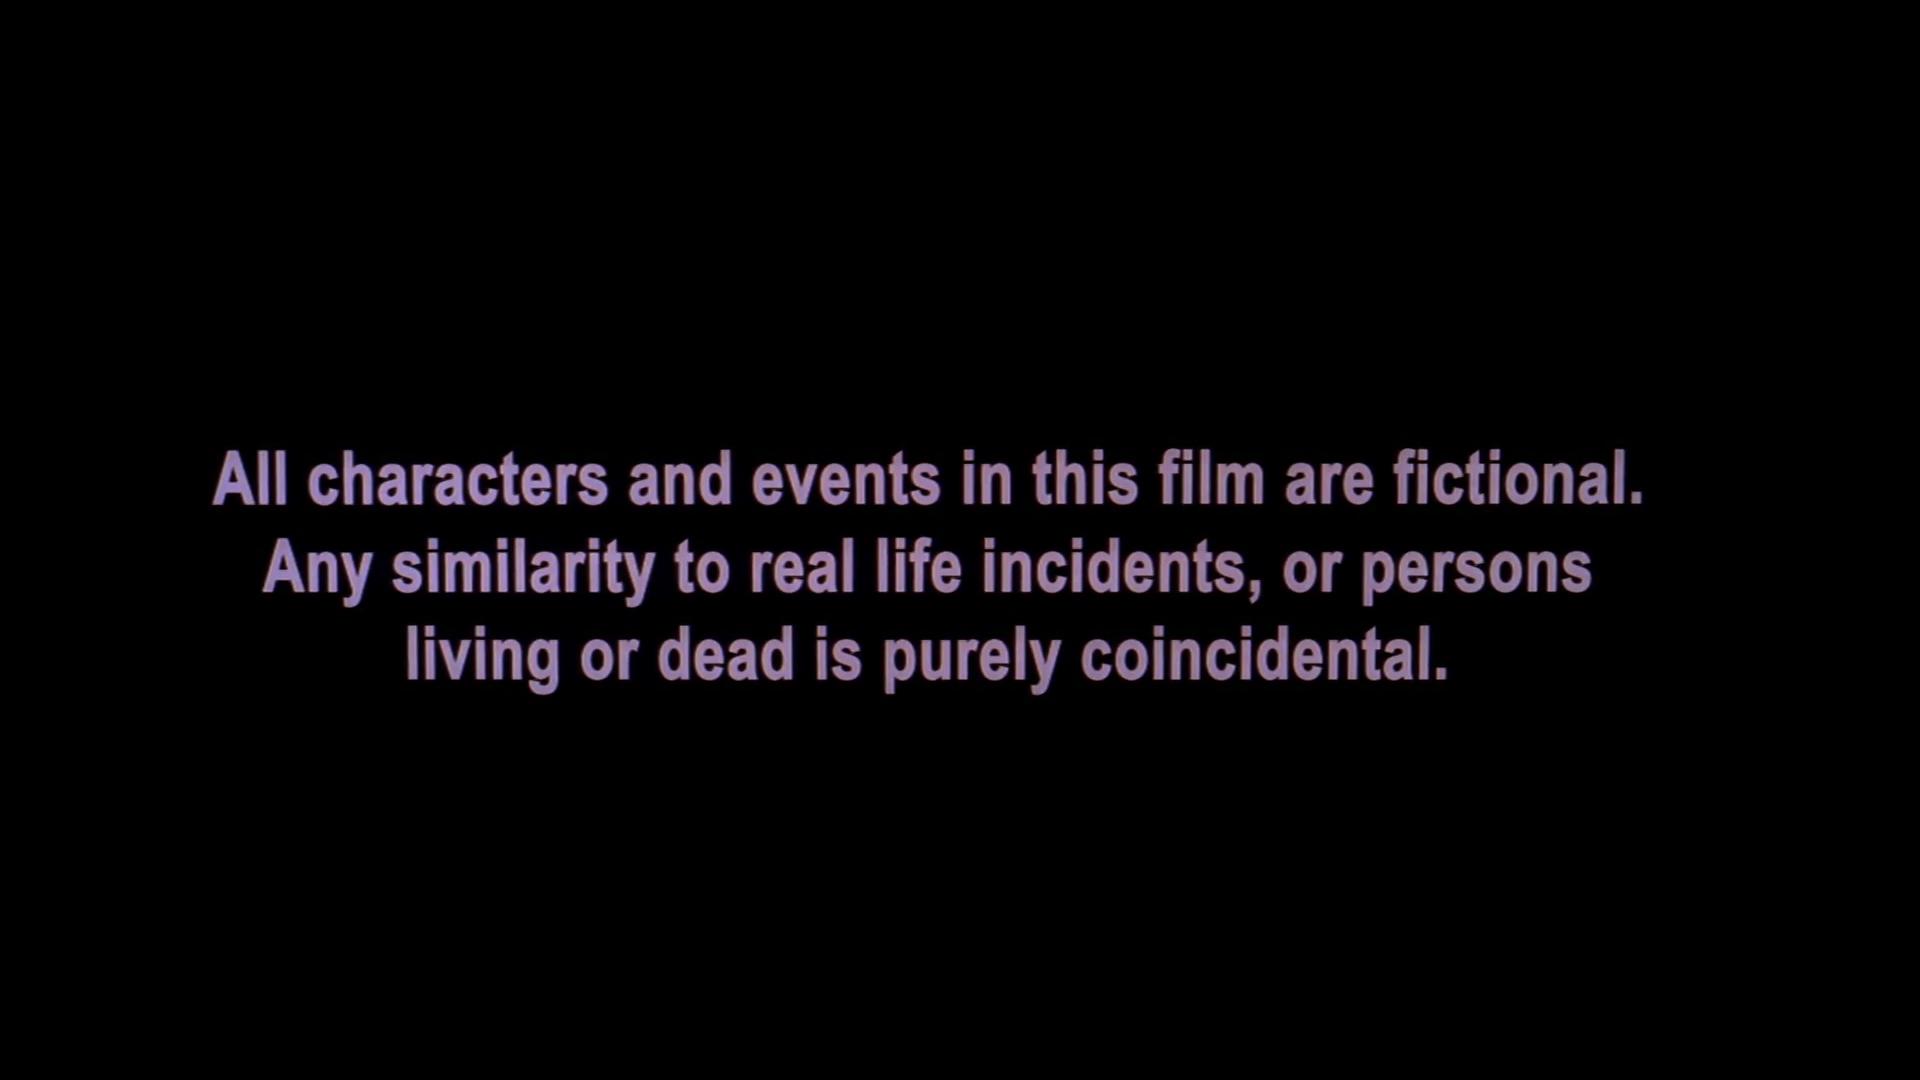 All characters and events in this film are fictional.
Any similarity to real life incidents, or persons
living or dead is purely coincidental.